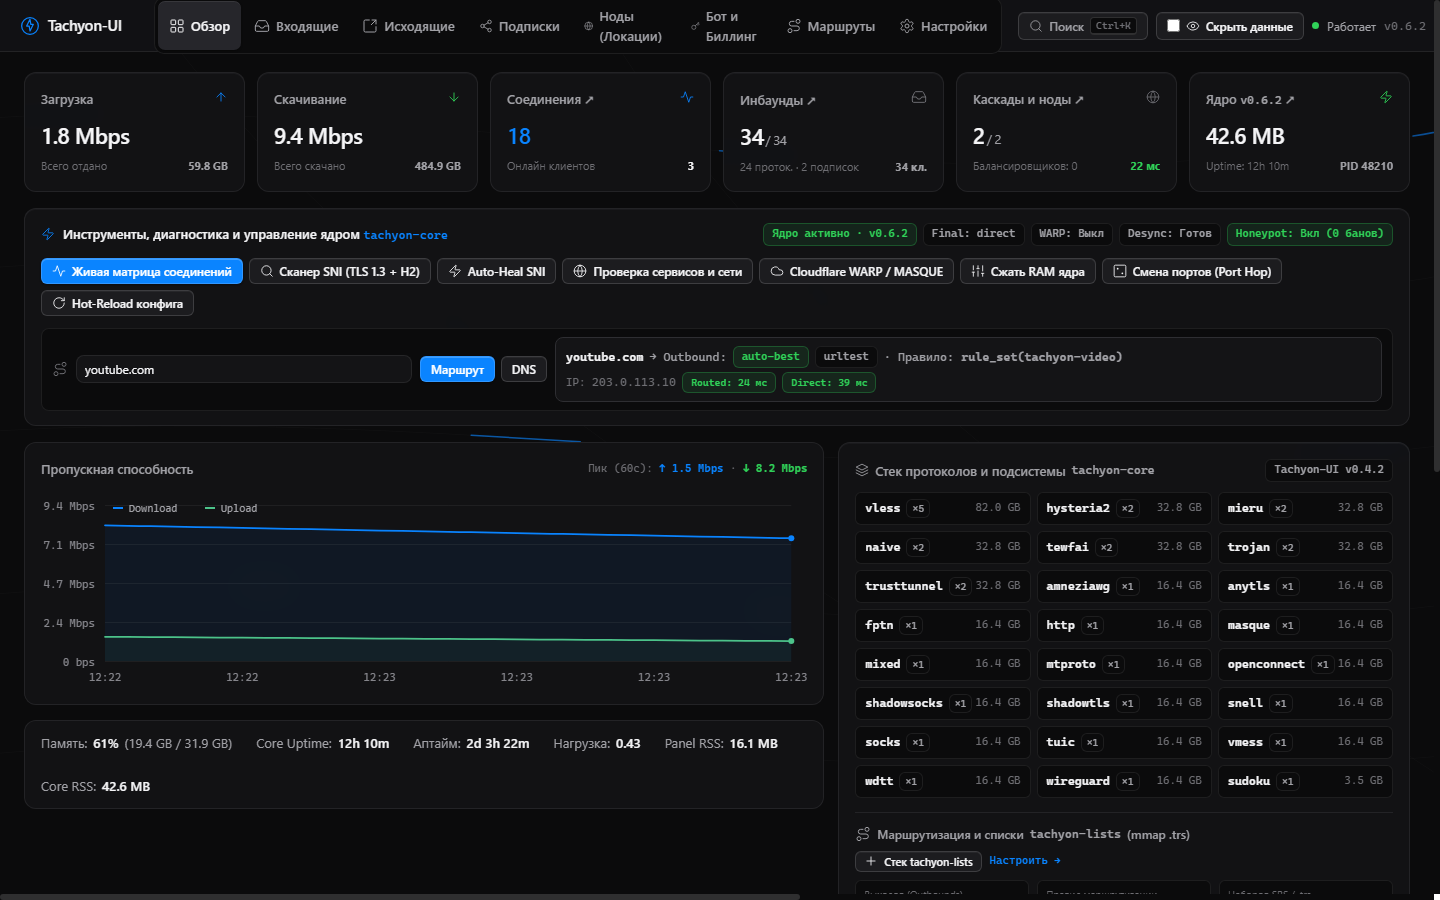 Tachyon-UI
Обзор
Входящие
Исходящие
Подписки
Ноды (Локации)
Бот и Биллинг
Маршруты
Настройки
Поиск Ctrl+K
Скрыть данные
Работает v0.6.2
Загрузка
1.8 Mbps
Всего отдано 59.8 GB
Скачивание
9.4 Mbps
Всего скачано 484.9 GB
Соединения ↗
18
Онлайн клиентов 3
Инбаунды ↗
34 / 34
24 проток. · 2 подписок 34 кл.
Каскады и ноды ↗
2 / 2
Балансировщиков: 0 22 мс
Ядро v0.6.2 ↗
42.6 MB
Uptime: 12h 10m PID 48210
Инструменты, диагностика и управление ядром tachyon-core
Ядро активно · v0.6.2
Final: direct
WARP: Выкл
Desync: Готов
Honeypot: Вкл (0 банов)
Живая матрица соединений
Сканер SNI (TLS 1.3 + H2)
Auto-Heal SNI
Проверка сервисов и сети
Cloudflare WARP / MASQUE
Сжать RAM ядра
Смена портов (Port Hop)
Hot-Reload конфига
youtube.com
Маршрут
DNS
youtube.com → Outbound: auto-best urltest · Правило: rule_set(tachyon-video)
IP: 203.0.113.10 Routed: 24 мс Direct: 39 мс
Пропускная способность
Пик (60с): ↑ 1.5 Mbps · ↓ 8.2 Mbps
Download Upload
9.4 Mbps
7.1 Mbps
4.7 Mbps
2.4 Mbps
0 bps
12:22 12:22 12:23 12:23 12:23 12:23
Память: 61% (19.4 GB / 31.9 GB) Core Uptime: 12h 10m Аптайм: 2d 3h 22m Нагрузка: 0.43 Panel RSS: 16.1 MB
Core RSS: 42.6 MB
Стек протоколов и подсистемы tachyon-core
Tachyon-UI v0.4.2
vless ×5 82.0 GB
hysteria2 ×2 32.8 GB
mieru ×2 32.8 GB
naive ×2 32.8 GB
tewfai ×2 32.8 GB
trojan ×2 32.8 GB
trusttunnel ×2 32.8 GB
amneziawg ×1 16.4 GB
anytls ×1 16.4 GB
fptn ×1 16.4 GB
http ×1 16.4 GB
masque ×1 16.4 GB
mixed ×1 16.4 GB
mtproto ×1 16.4 GB
openconnect ×1 16.4 GB
shadowsocks ×1 16.4 GB
shadowtls ×1 16.4 GB
snell ×1 16.4 GB
socks ×1 16.4 GB
tuic ×1 16.4 GB
vmess ×1 16.4 GB
wdtt ×1 16.4 GB
wireguard ×1 16.4 GB
sudoku ×1 3.5 GB
Маршрутизация и списки tachyon-lists (mmap .trs)
Стек tachyon-lists
Настроить →